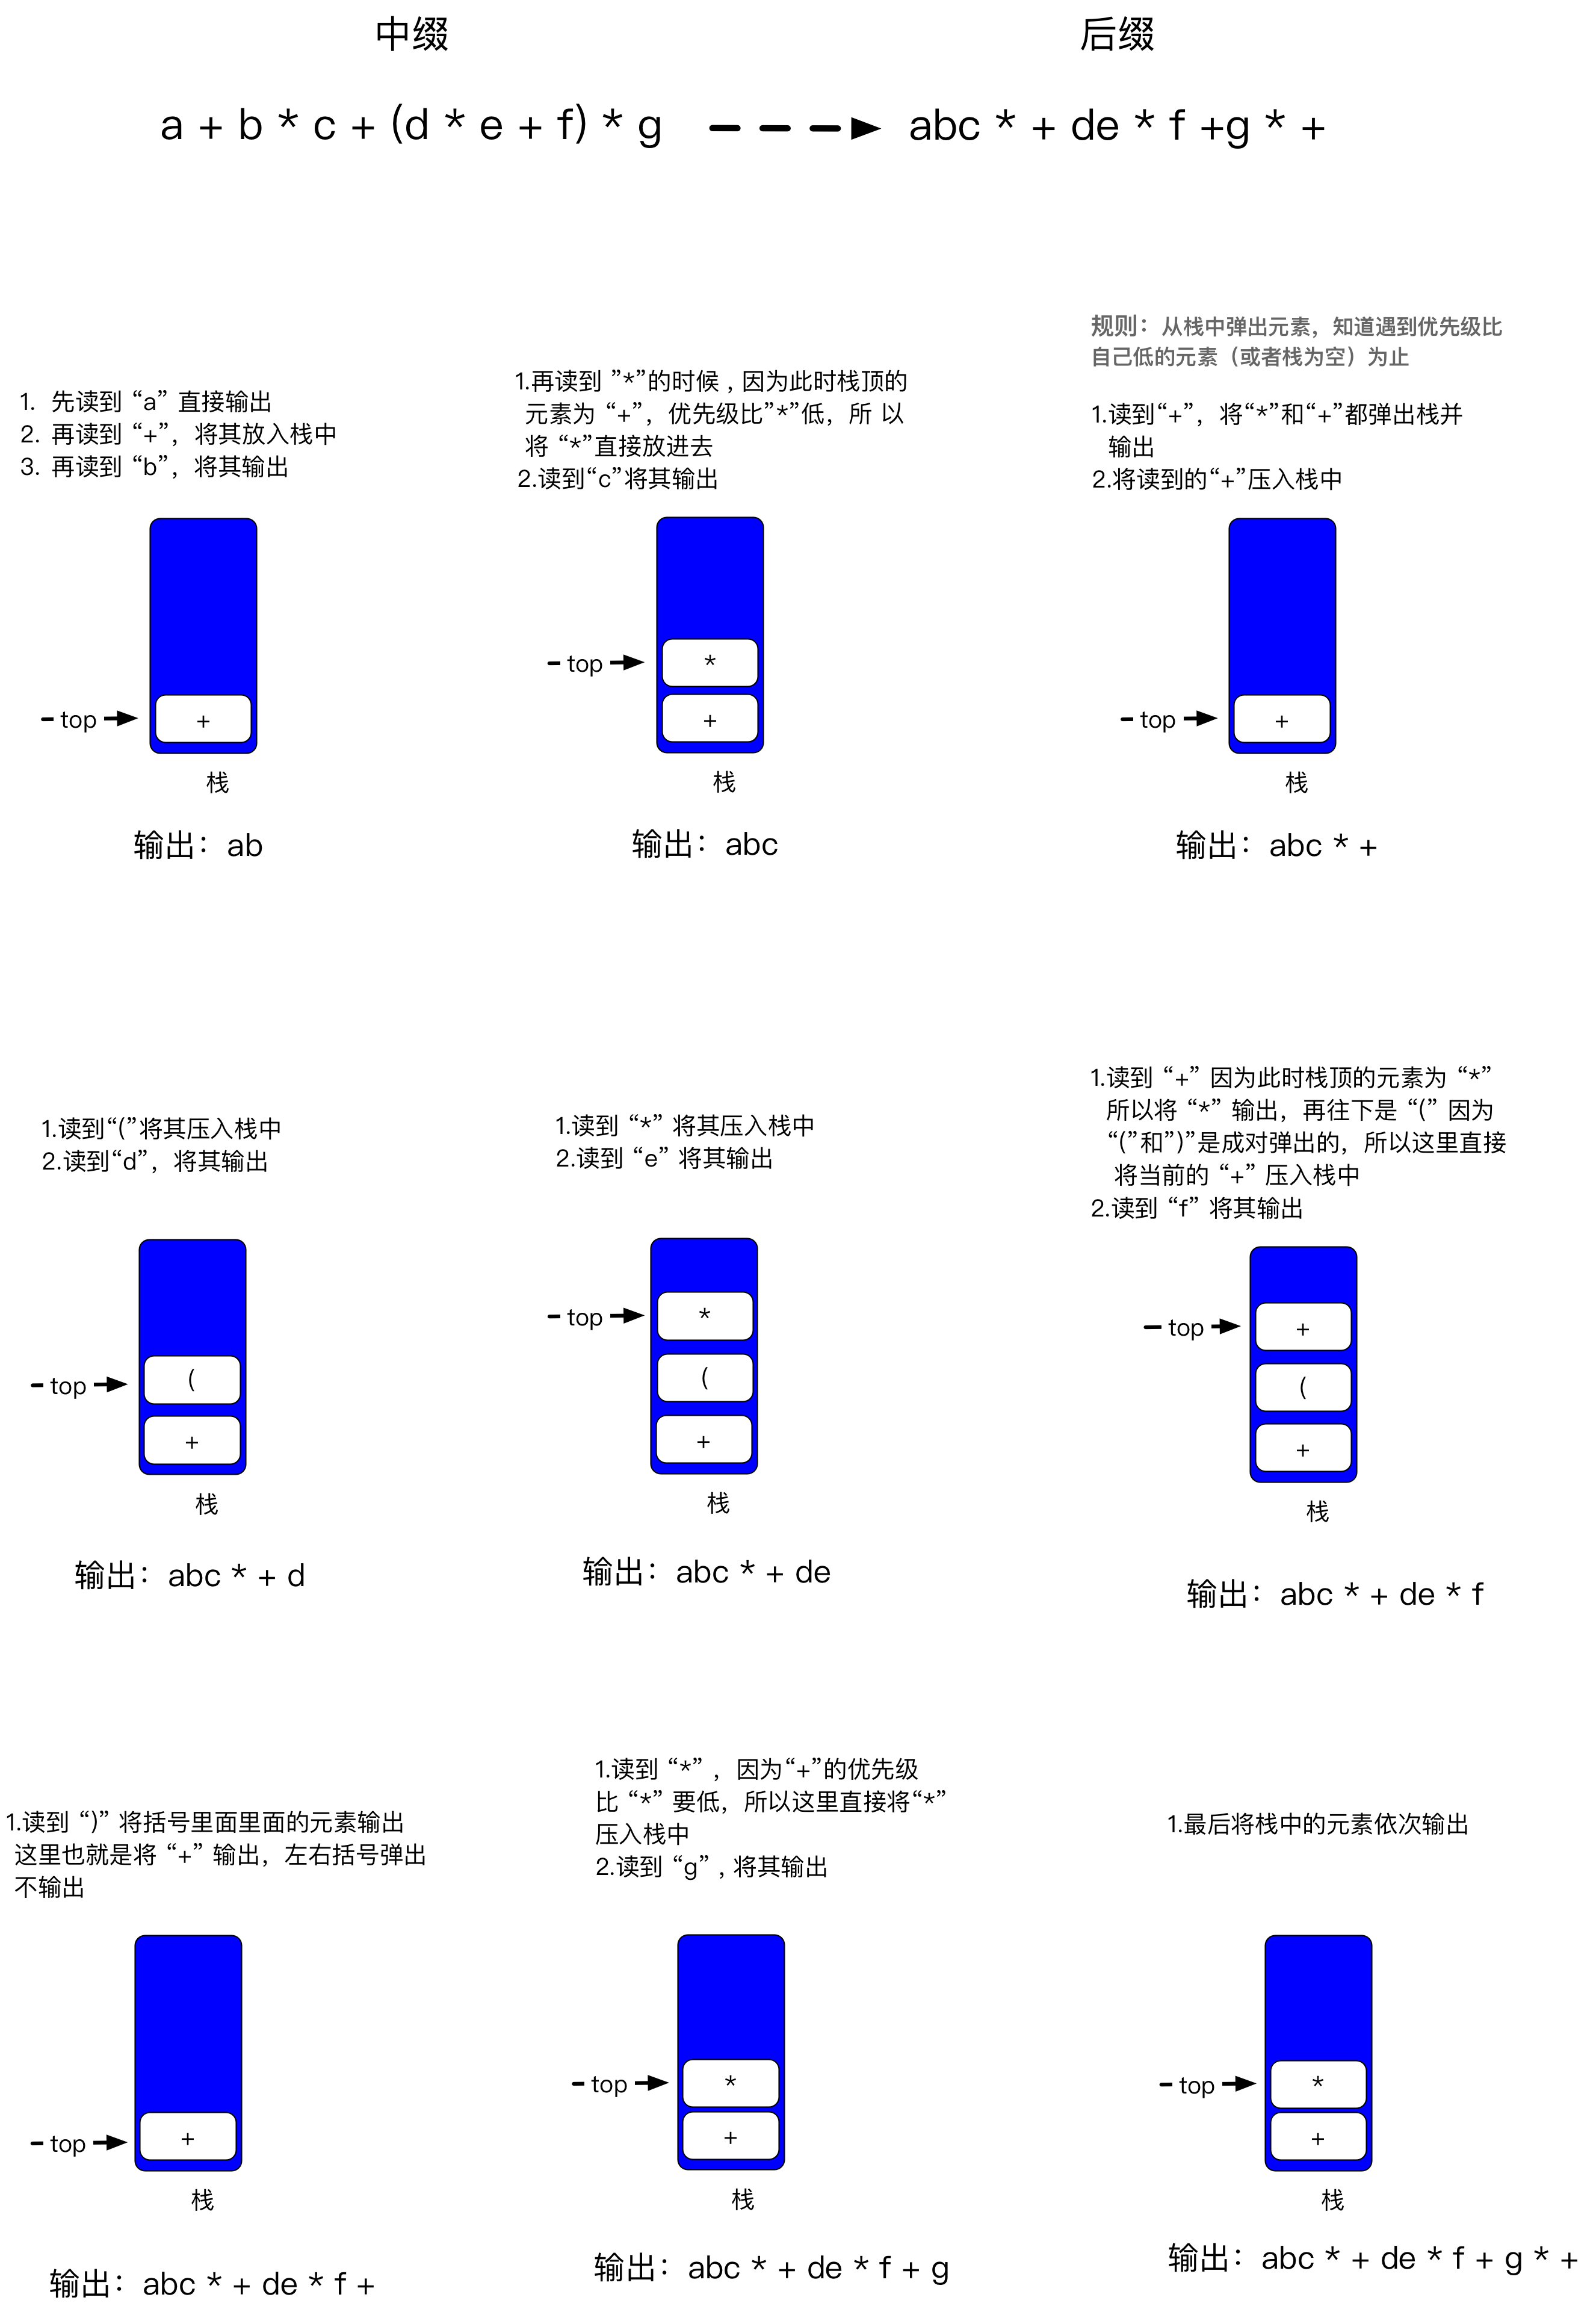 中缀
后缀
a + b * c + (d * e + f) * g
abc * + de * f +g * +
1. 先读到 “a” 直接输出
2. 再读到 “+”，将其放入栈中
3. 再读到 “b”，将其输出
+
top
栈
输出：ab
1.再读到 ”*”的时候 , 因为此时栈顶的
元素为 “+”，优先级比”*”低，所 以
将 “*”直接放进去
2.读到“c”将其输出
*
top
+
栈
输出：abc
规则：从栈中弹出元素，知道遇到优先级比
自己低的元素（或者栈为空）为止
1.读到“+”，将“*”和“+”都弹出栈并
输出
2.将读到的“+”压入栈中
+
top
栈
输出：abc * +
1.读到“(”将其压入栈中
2.读到“d”，将其输出
(
top
+
栈
输出：abc * + d
1.读到 “*” 将其压入栈中
2.读到 “e” 将其输出
*
top
(
+
栈
输出：abc * + de
1.读到 “+” 因为此时栈顶的元素为 “*”
所以将 “*” 输出，再往下是 “(” 因为
“(”和”)”是成对弹出的，所以这里直接
将当前的 “+” 压入栈中
2.读到 “f” 将其输出
+
top
(
+
栈
输出：abc * + de * f
1.读到 “)” 将括号里面里面的元素输出
这里也就是将 “+” 输出，左右括号弹出
不输出
+
top
栈
输出：abc * + de * f +
1.读到 “*” ，因为“+”的优先级
比 “*” 要低，所以这里直接将“*”
压入栈中
2.读到 “g” , 将其输出
*
top
+
栈
输出：abc * + de * f + g
1.最后将栈中的元素依次输出
*
top
+
栈
输出：abc * + de * f + g * +